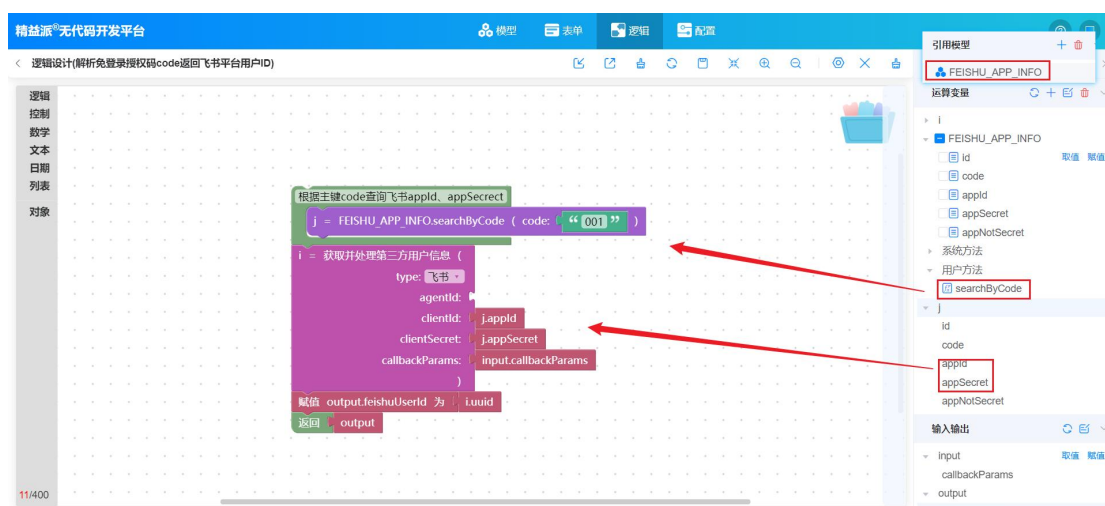 精益派®无代码开发平台
模型
表单
逻辑
配置
逻辑设计(解析免登录授权码code返回飞书平台用户ID)
引用模型
FEISHU_APP_INFO
运算变量
i
FEISHU_APP_INFO
id
取值 赋值
code
appId
appSecret
appNotSecret
系统方法
用户方法
searchByCode
j
id
code
appId
appSecret
appNotSecret
输入输出
input
取值 赋值
callbackParams
output
逻辑
控制
数学
文本
日期
列表
对象
根据主键code查询飞书appId、appSecrect
j = FEISHU_APP_INFO.searchByCode ( code: “ 001 ” )
i = 获取并处理第三方用户信息 (
type: 飞书
agentId:
clientId: j.appId
clientSecret: j.appSecret
callbackParams: input.callbackParams
)
赋值 output.feishuUserId 为 i.uuid
返回 output
11/400